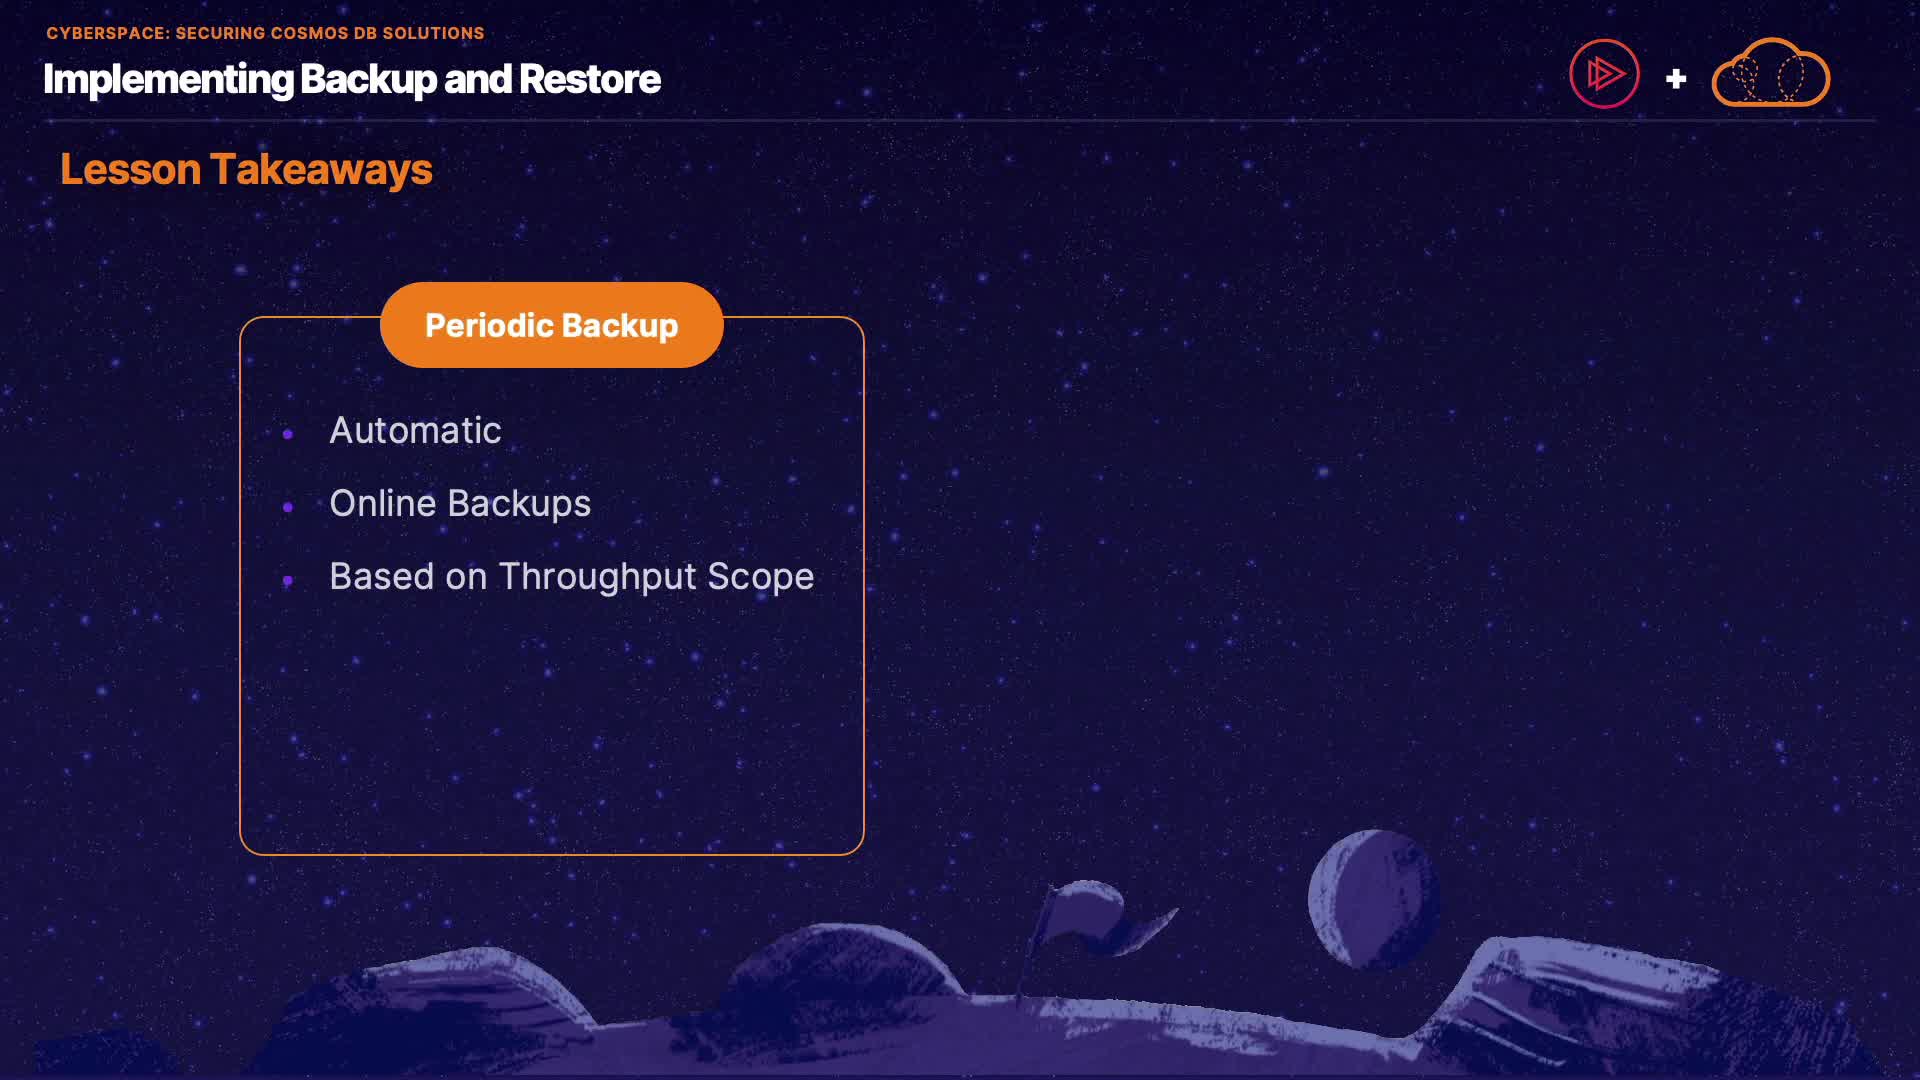 CYBERSPACE: SECURING COSMOS DB SOLUTIONS
Implementing Backup and Restore
Lesson Takeaways
Periodic Backup
Automatic
Online Backups
Based on Throughput Scope